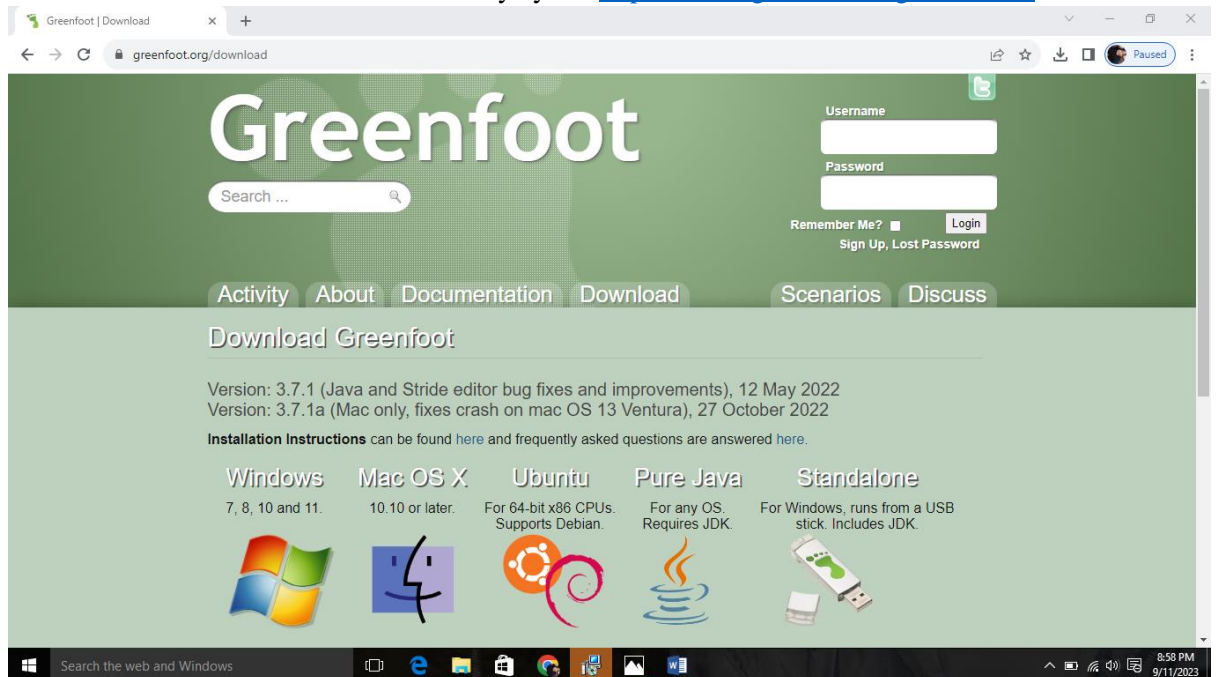 Greenfoot | Download
greenfoot.org/download
Paused
Greenfoot
Username
Password
Search ...
Remember Me?
Login
Sign Up, Lost Password
Activity About Documentation Download Scenarios Discuss
Download Greenfoot
Version: 3.7.1 (Java and Stride editor bug fixes and improvements), 12 May 2022
Version: 3.7.1a (Mac only, fixes crash on mac OS 13 Ventura), 27 October 2022
Installation Instructions can be found here and frequently asked questions are answered here.
Windows
7, 8, 10 and 11.
Mac OS X
10.10 or later.
Ubuntu
For 64-bit x86 CPUs.
Supports Debian.
Pure Java
For any OS.
Requires JDK.
Standalone
For Windows, runs from a USB
stick. Includes JDK.
Search the web and Windows
8:58 PM
9/11/2023